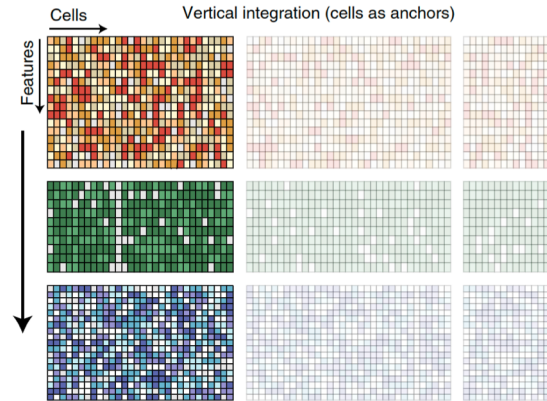 Cells
Vertical integration (cells as anchors)
Features